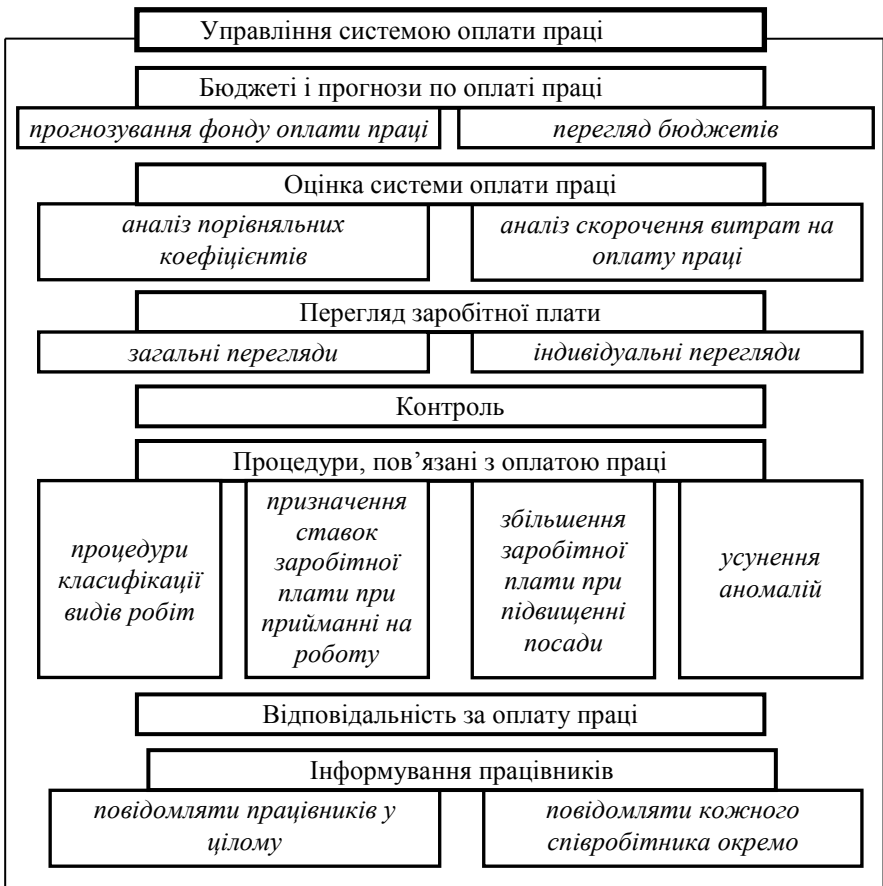 Управління системою оплати праці
Бюджеті і прогнози по оплаті праці
прогнозування фонду оплати праці
перегляд бюджетів
Оцінка системи оплати праці
аналіз порівняльних
коефіцієнтів
аналіз скорочення витрат на
оплату праці
Перегляд заробітної плати
загальні перегляди
індивідуальні перегляди
Контроль
Процедури, пов’язані з оплатою праці
процедури
класифікації
видів робіт
призначення
ставок
заробітної
плати при
прийманні на
роботу
збільшення
заробітної
плати при
підвищенні
посади
усунення
аномалій
Відповідальність за оплату праці
Інформування працівників
повідомляти працівників у
цілому
повідомляти кожного
співробітника окремо